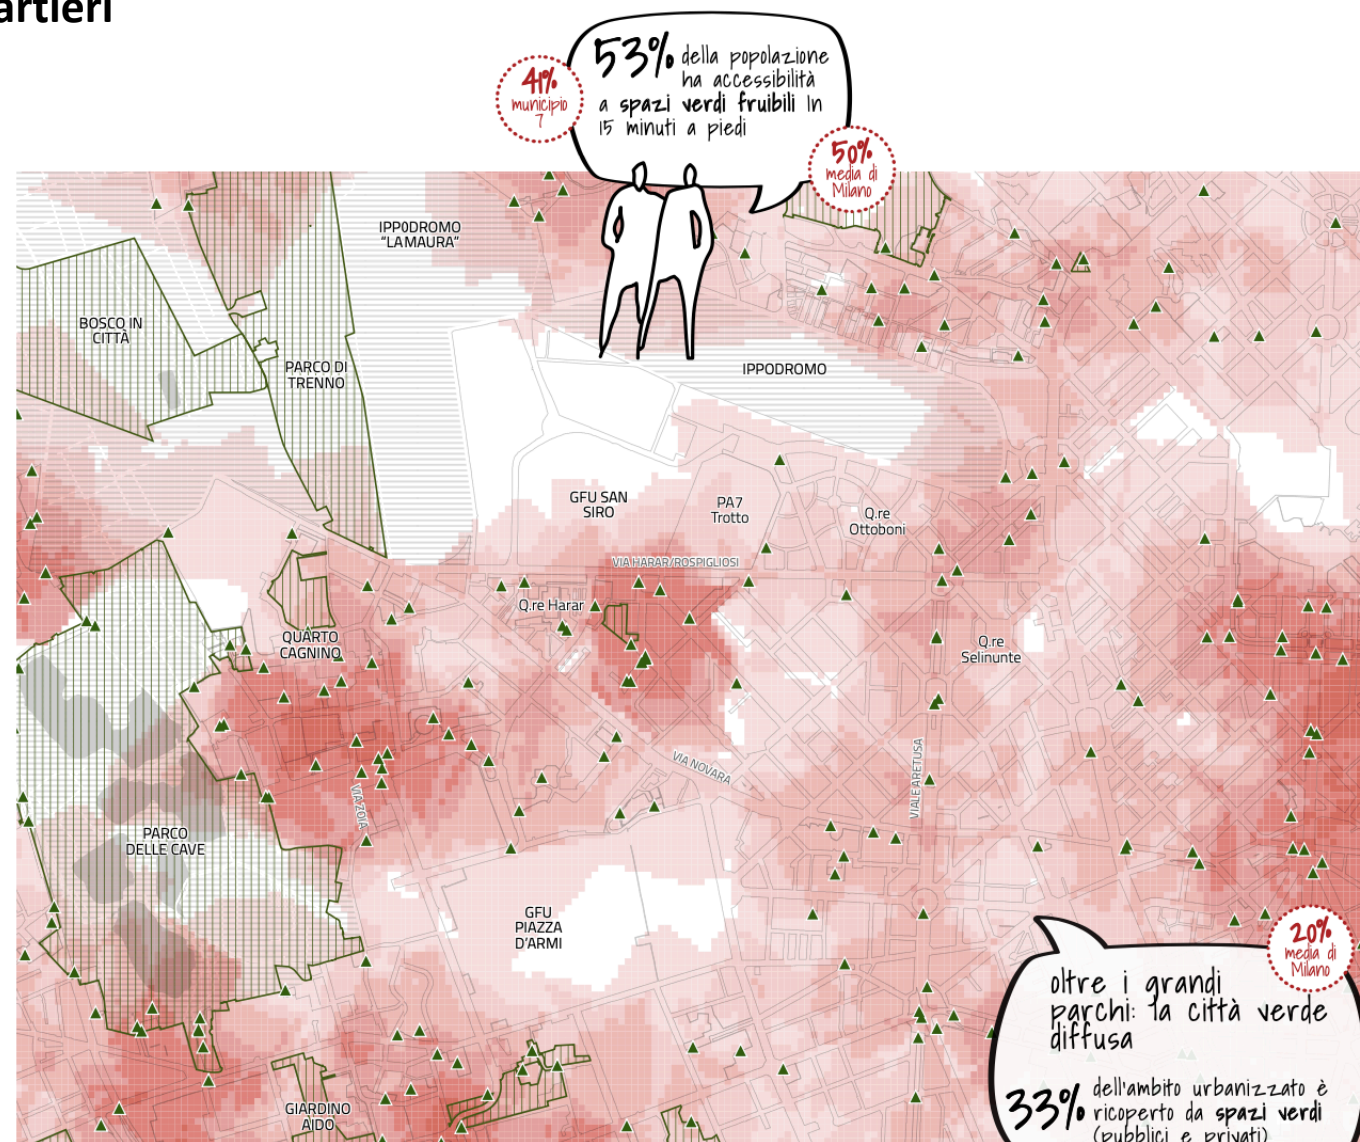 artieri
53% della popolazione
ha accessibilità
a spazi verdi fruibili In
15 minuti a piedi
41%
municipio
7
50%
media di
Milano
IPPODROMO
"LA MAURA"
BOSCO IN
CITTÀ
PARCO DI
TRENNO
IPPODROMO
GFU SAN
SIRO
PA7
Trotto
Q.re
Ottoboni
VIA HARAR/ROSPIGLIOSI
Q.re Harar
QUARTO
CAGNINO
Q.re
Selinunte
VIA NOVARA
VIALE ARETUSA
VIA ZOIA
PARCO
DELLE CAVE
GFU
PIAZZA
D'ARMI
20%
media di
Milano
oltre i grandi
parchi: la città verde
diffusa
33% dell'ambito urbanizzato è
ricoperto da spazi verdi
(pubblici e privati)
GIARDINO
AIDO